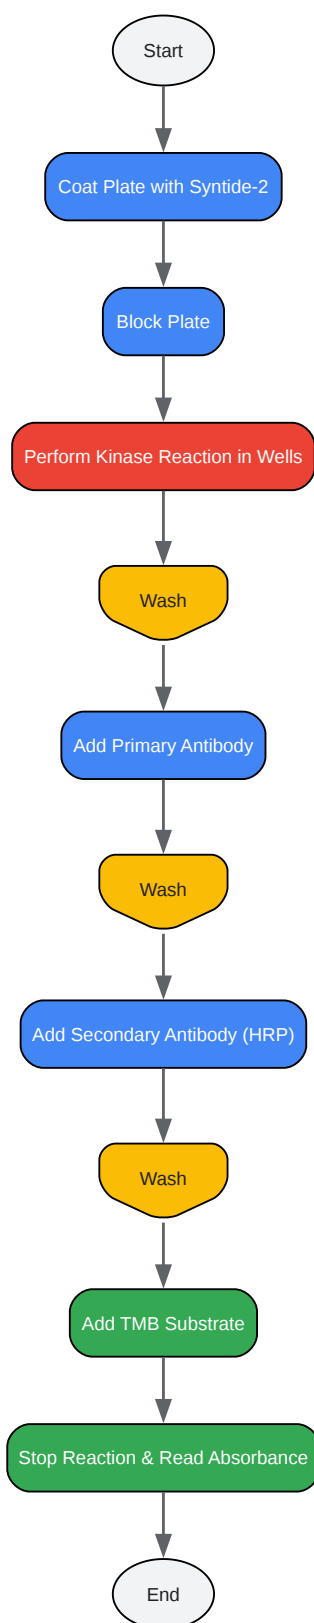 Start
Coat Plate with Syntide-2
Block Plate
Perform Kinase Reaction in Wells
Wash
Add Primary Antibody
Wash
Add Secondary Antibody (HRP)
Wash
Add TMB Substrate
Stop Reaction & Read Absorbance
End